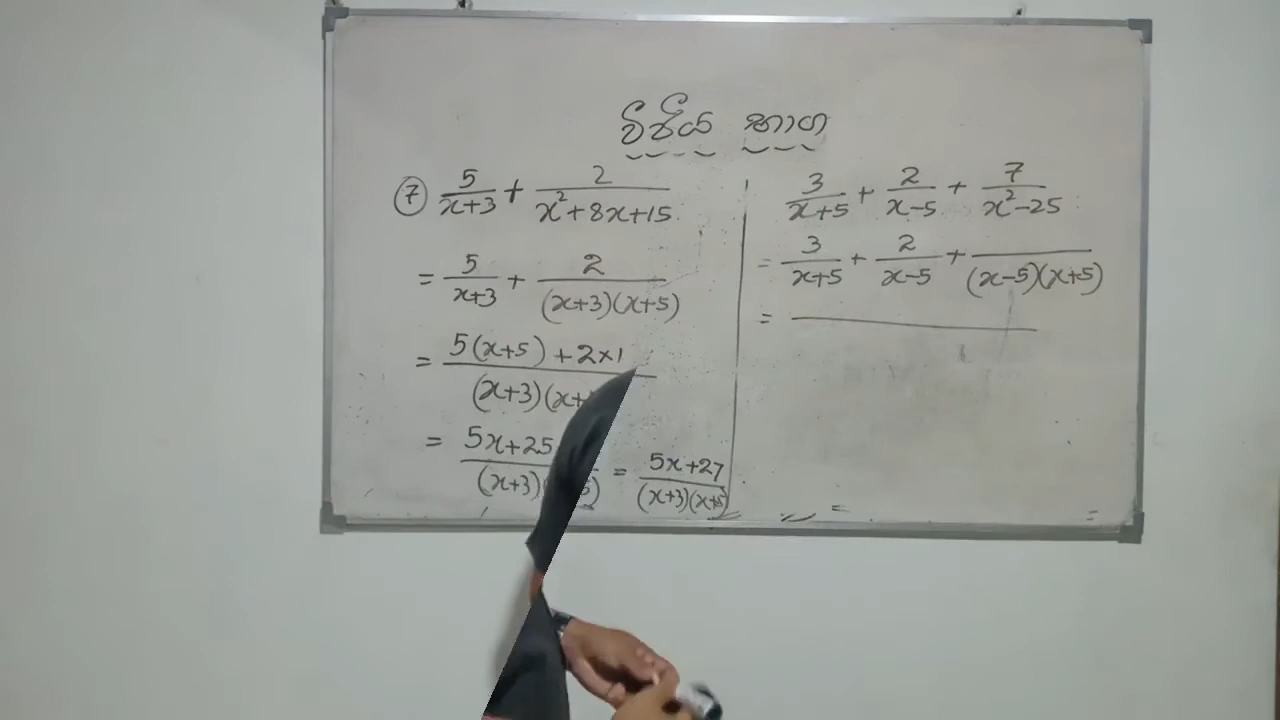 වීජීය භාග
⑦ 5/(x+3) + 2/(x²+8x+15)
= 5/(x+3) + 2/((x+3)(x+5))
= (5(x+5) + 2×1)/((x+3)(x+
= 5x+25 / (x+3) 5) = (5x+27)/((x+3)(x+5))
3/(x+5) + 2/(x-5) + 7/(x²-25)
= 3/(x+5) + 2/(x-5) + /((x-5)(x+5))
=